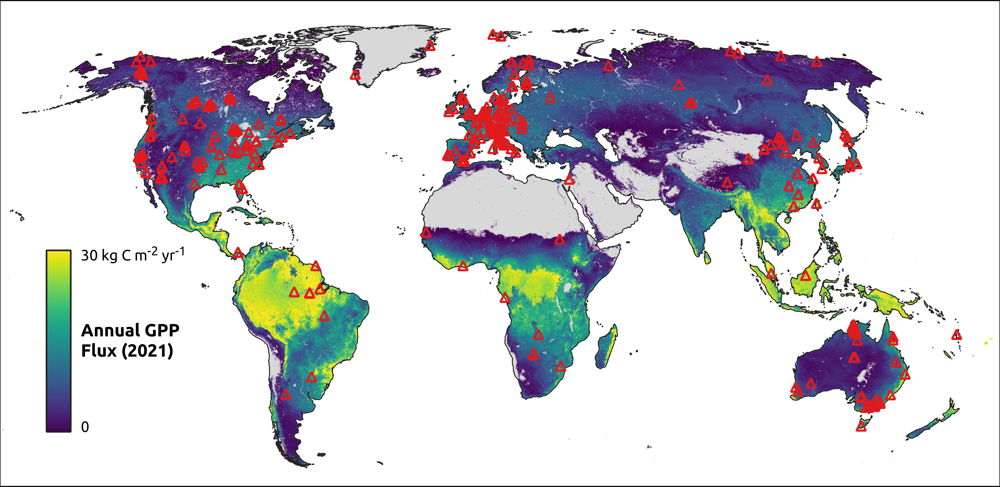 30 kg C m⁻² yr⁻¹
Annual GPP
Flux (2021)
0